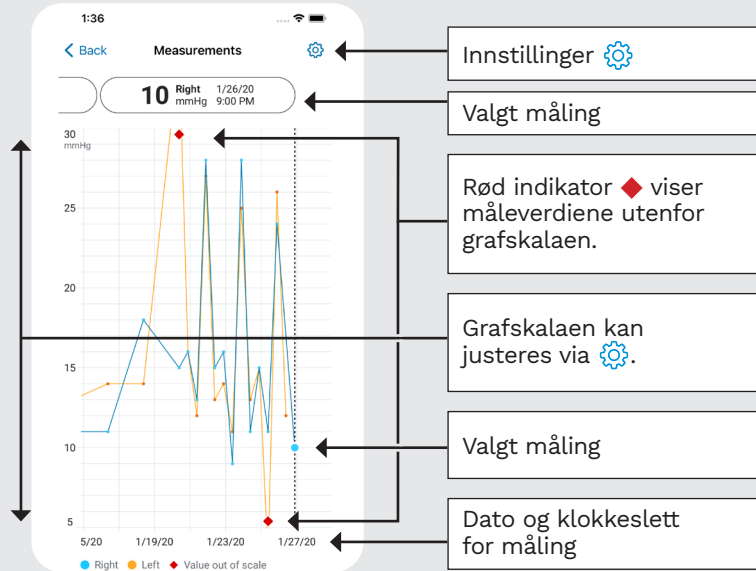 1:36
Back Measurements
10 Right mmHg 1/26/20 9:00 PM
30
mmHg
25
20
15
10
5
5/20 1/19/20 1/23/20 1/27/20
Right Left Value out of scale
Innstillinger
Valgt måling
Rød indikator viser
måleverdiene utenfor
grafskalaen.
Grafskalaen kan
justeres via .
Valgt måling
Dato og klokkeslett
for måling